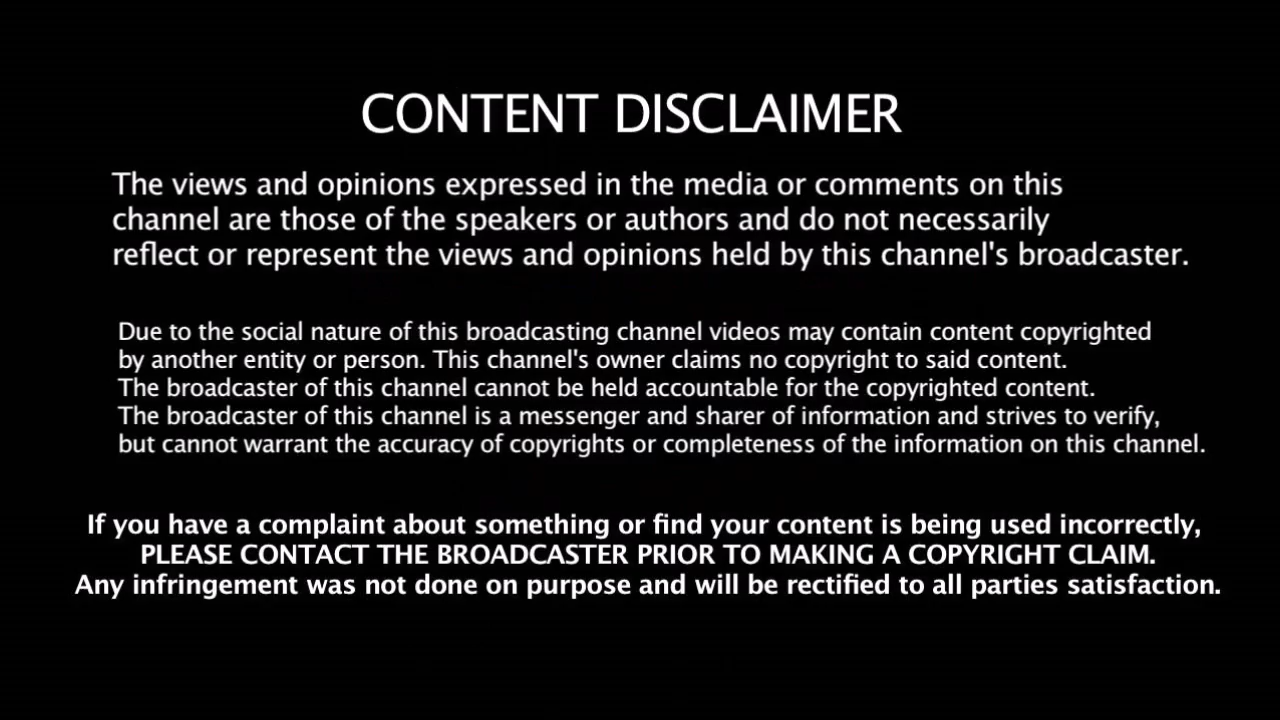 CONTENT DISCLAIMER
The views and opinions expressed in the media or comments on this
channel are those of the speakers or authors and do not necessarily
reflect or represent the views and opinions held by this channel's broadcaster.
Due to the social nature of this broadcasting channel videos may contain content copyrighted
by another entity or person. This channel's owner claims no copyright to said content.
The broadcaster of this channel cannot be held accountable for the copyrighted content.
The broadcaster of this channel is a messenger and sharer of information and strives to verify,
but cannot warrant the accuracy of copyrights or completeness of the information on this channel.
If you have a complaint about something or find your content is being used incorrectly,
PLEASE CONTACT THE BROADCASTER PRIOR TO MAKING A COPYRIGHT CLAIM.
Any infringement was not done on purpose and will be rectified to all parties satisfaction.